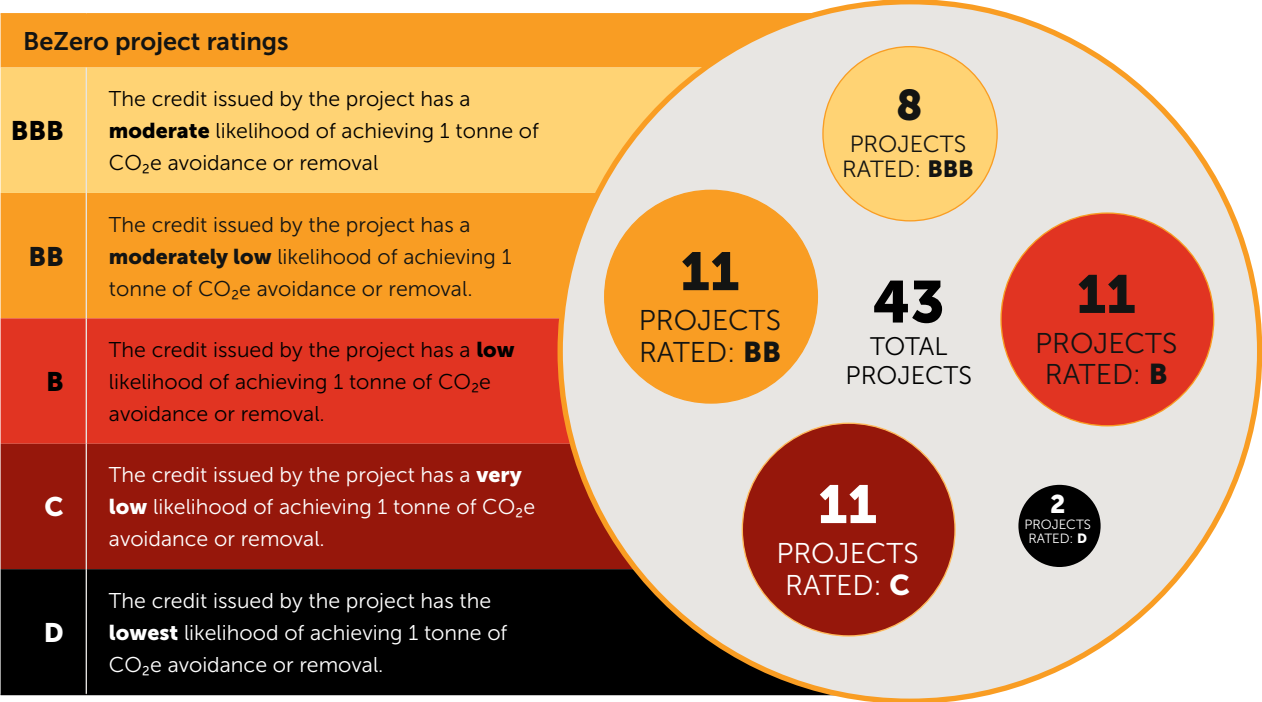 BeZero project ratings
BBB
The credit issued by the project has a
moderate likelihood of achieving 1 tonne of
CO₂e avoidance or removal
BB
The credit issued by the project has a
moderately low likelihood of achieving 1
tonne of CO₂e avoidance or removal.
B
The credit issued by the project has a low
likelihood of achieving 1 tonne of CO₂e
avoidance or removal.
C
The credit issued by the project has a very
low likelihood of achieving 1 tonne of CO₂e
avoidance or removal.
D
The credit issued by the project has the
lowest likelihood of achieving 1 tonne of
CO₂e avoidance or removal.
8
PROJECTS
RATED: BBB
11
PROJECTS
RATED: BB
43
TOTAL
PROJECTS
11
PROJECTS
RATED: B
11
PROJECTS
RATED: C
2
PROJECTS
RATED: D